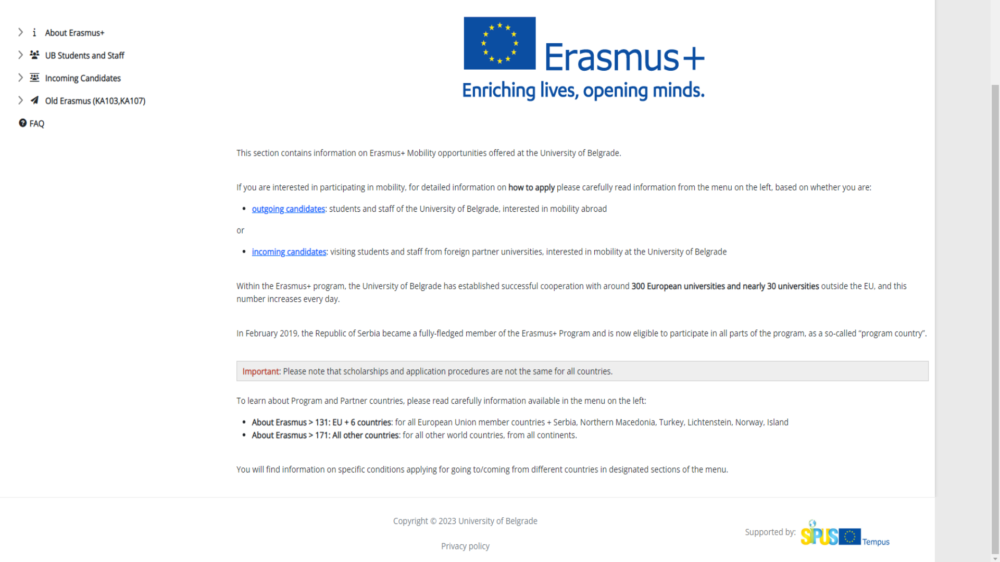 About Erasmus+
UB Students and Staff
Incoming Candidates
Old Erasmus (KA103,KA107)
FAQ
Erasmus+
Enriching lives, opening minds.
This section contains information on Erasmus+ Mobility opportunities offered at the University of Belgrade.
If you are interested in participating in mobility, for detailed information on how to apply please carefully read information from the menu on the left, based on whether you are:
• outgoing candidates: students and staff of the University of Belgrade, interested in mobility abroad
or
• incoming candidates: visiting students and staff from foreign partner universities, interested in mobility at the University of Belgrade
Within the Erasmus+ program, the University of Belgrade has established successful cooperation with around 300 European universities and nearly 30 universities outside the EU, and this
number increases every day.
In February 2019, the Republic of Serbia became a fully-fledged member of the Erasmus+ Program and is now eligible to participate in all parts of the program, as a so-called “program country”.
Important: Please note that scholarships and application procedures are not the same for all countries.
To learn about Program and Partner countries, please read carefully information available in the menu on the left:
• About Erasmus > 131: EU + 6 countries: for all European Union member countries + Serbia, Northern Macedonia, Turkey, Lichtenstein, Norway, Island
• About Erasmus > 171: All other countries: for all other world countries, from all continents.
You will find information on specific conditions applying for going to/coming from different countries in designated sections of the menu.
Copyright © 2023 University of Belgrade
Privacy policy
Supported by: SIPUS Tempus